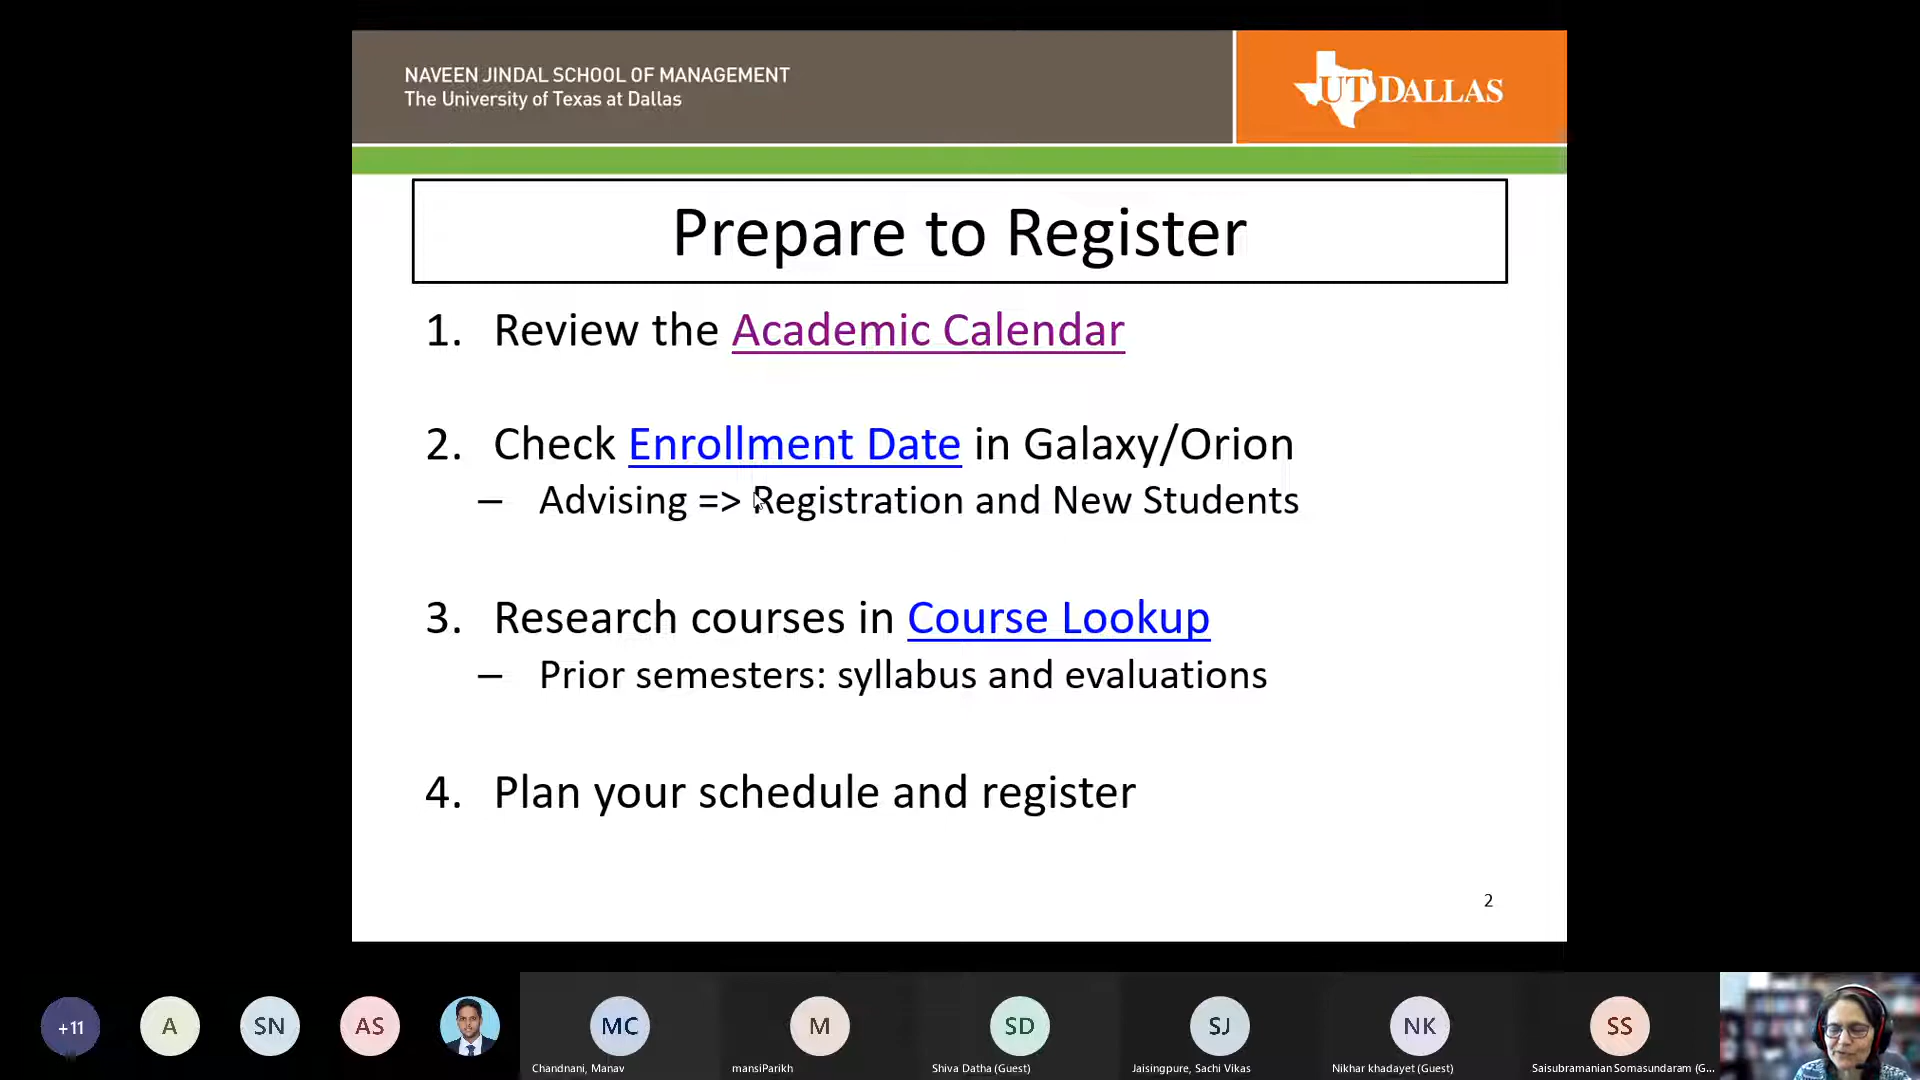 NAVEEN JINDAL SCHOOL OF MANAGEMENT
The University of Texas at Dallas
UT DALLAS
Prepare to Register
1. Review the Academic Calendar
2. Check Enrollment Date in Galaxy/Orion
– Advising => Registration and New Students
3. Research courses in Course Lookup
– Prior semesters: syllabus and evaluations
4. Plan your schedule and register
2
+11
A
SN
AS
MC
M
SD
SJ
NK
SS
Chandnani, Manav
mansiParikh
Shiva Datha (Guest)
Jaisingpure, Sachi Vikas
Nikhar khadayet (Guest)
Saisubramanian Somasundaram (G...